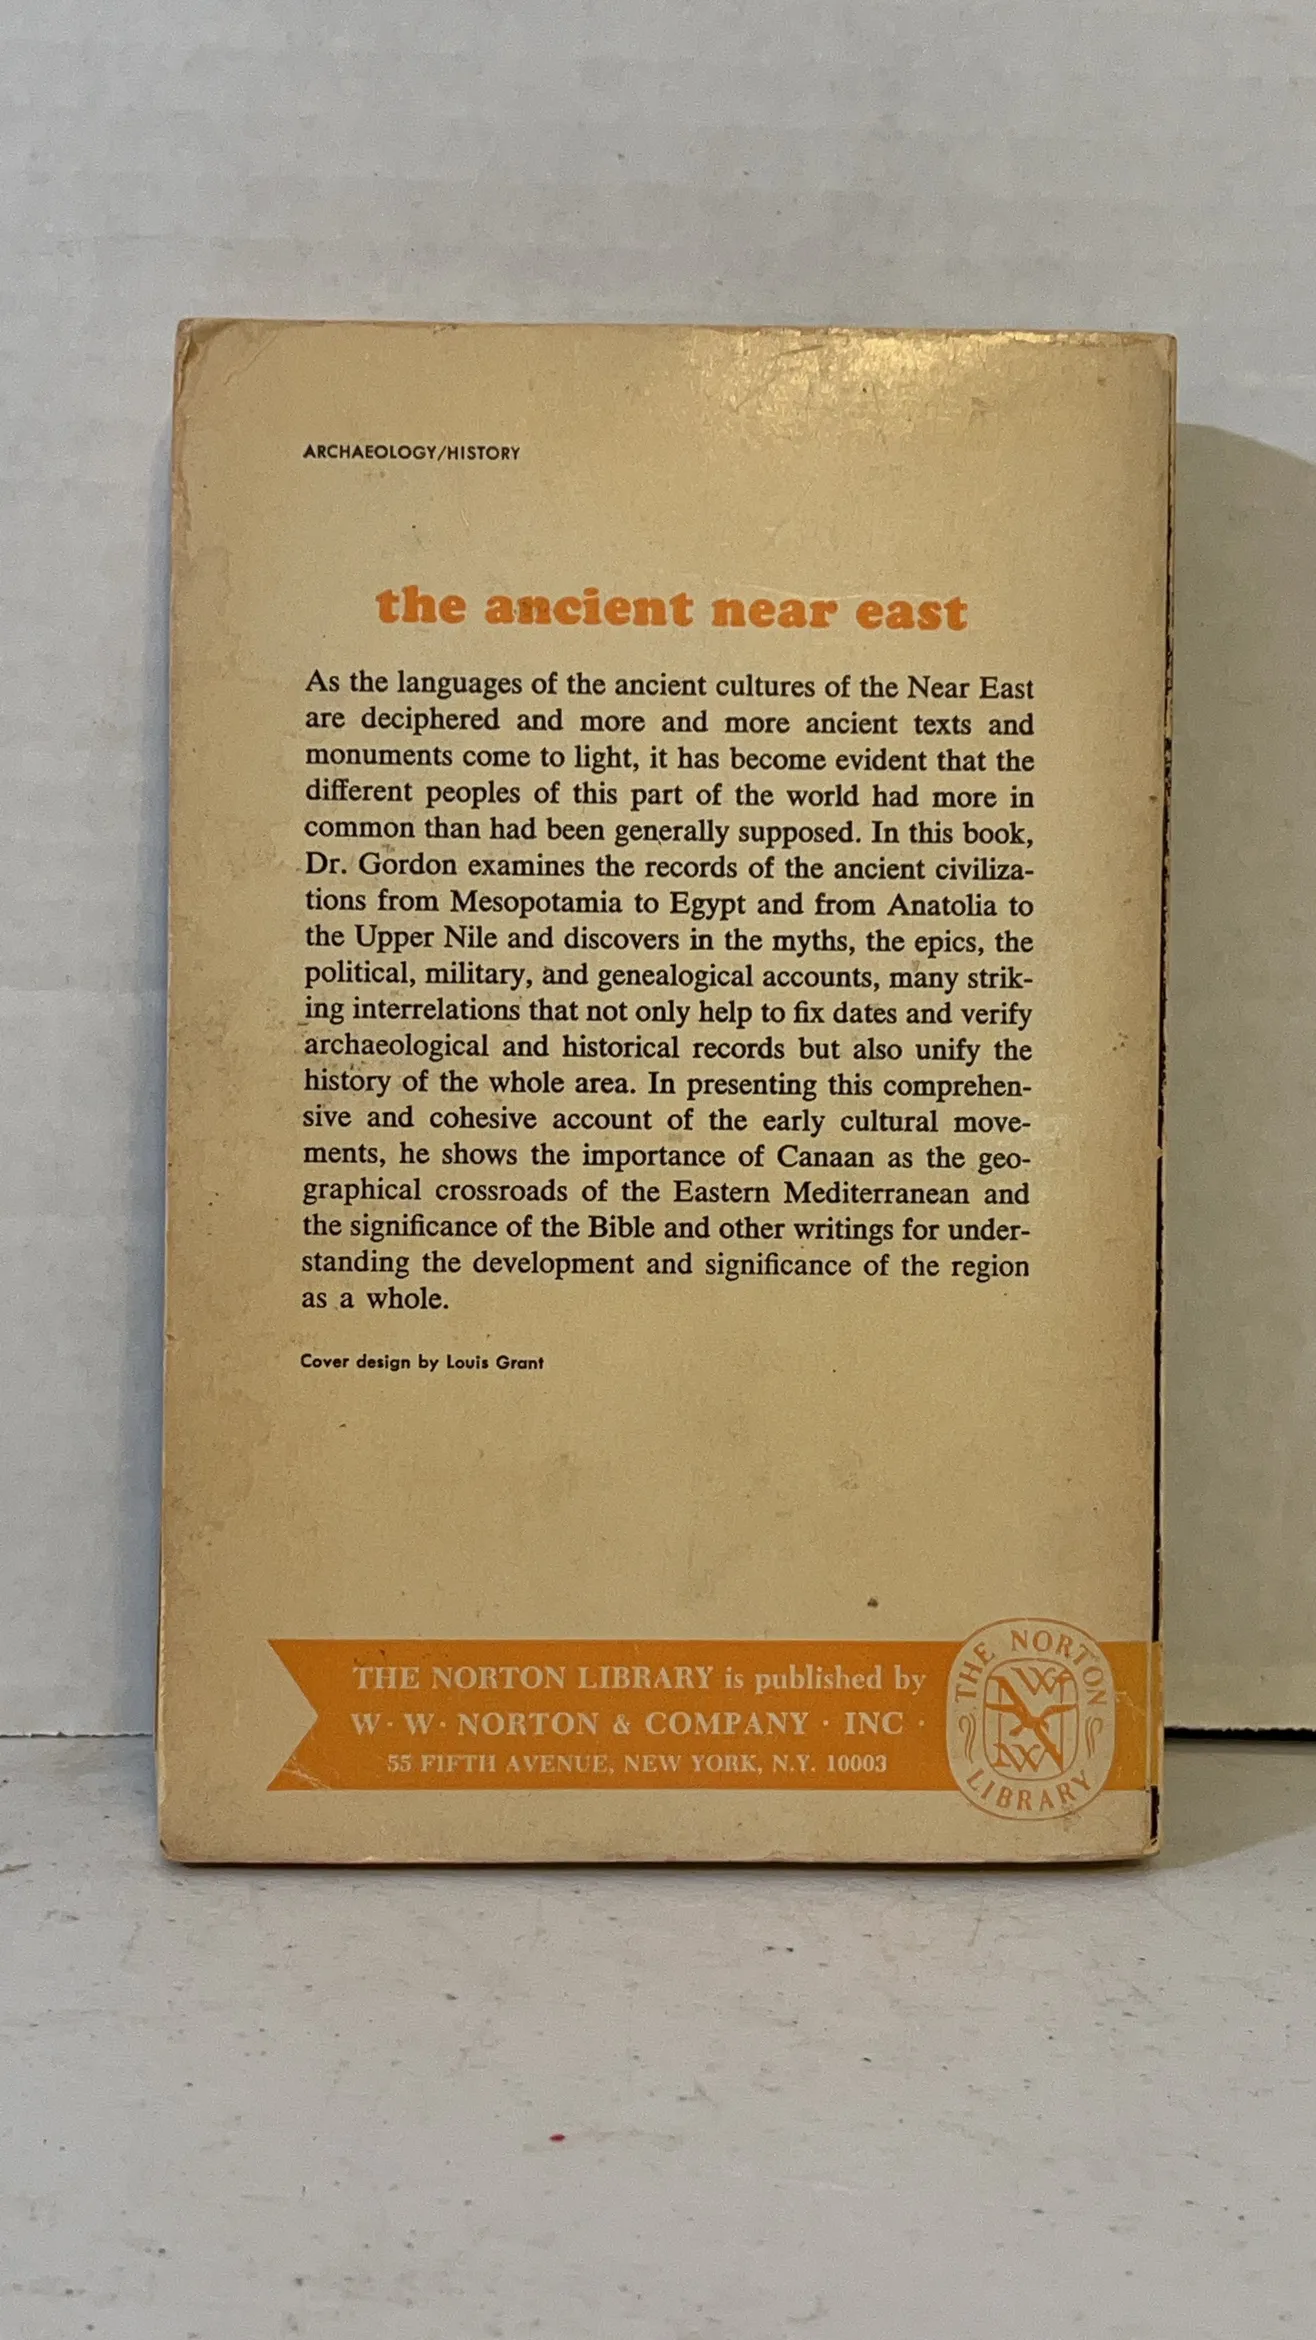 ARCHAEOLOGY/HISTORY
the ancient near east
As the languages of the ancient cultures of the Near East
are deciphered and more and more ancient texts and
monuments come to light, it has become evident that the
different peoples of this part of the world had more in
common than had been generally supposed. In this book,
Dr. Gordon examines the records of the ancient civiliza-
tions from Mesopotamia to Egypt and from Anatolia to
the Upper Nile and discovers in the myths, the epics, the
political, military, and genealogical accounts, many strik-
ing interrelations that not only help to fix dates and verify
archaeological and historical records but also unify the
history of the whole area. In presenting this comprehen-
sive and cohesive account of the early cultural move-
ments, he shows the importance of Canaan as the geo-
graphical crossroads of the Eastern Mediterranean and
the significance of the Bible and other writings for under-
standing the development and significance of the region
as a whole.
Cover design by Louis Grant
THE NORTON LIBRARY is published by
W · W · NORTON & COMPANY · INC ·
55 FIFTH AVENUE, NEW YORK, N.Y. 10003
THE NORTON
WW
N
WW
LIBRARY